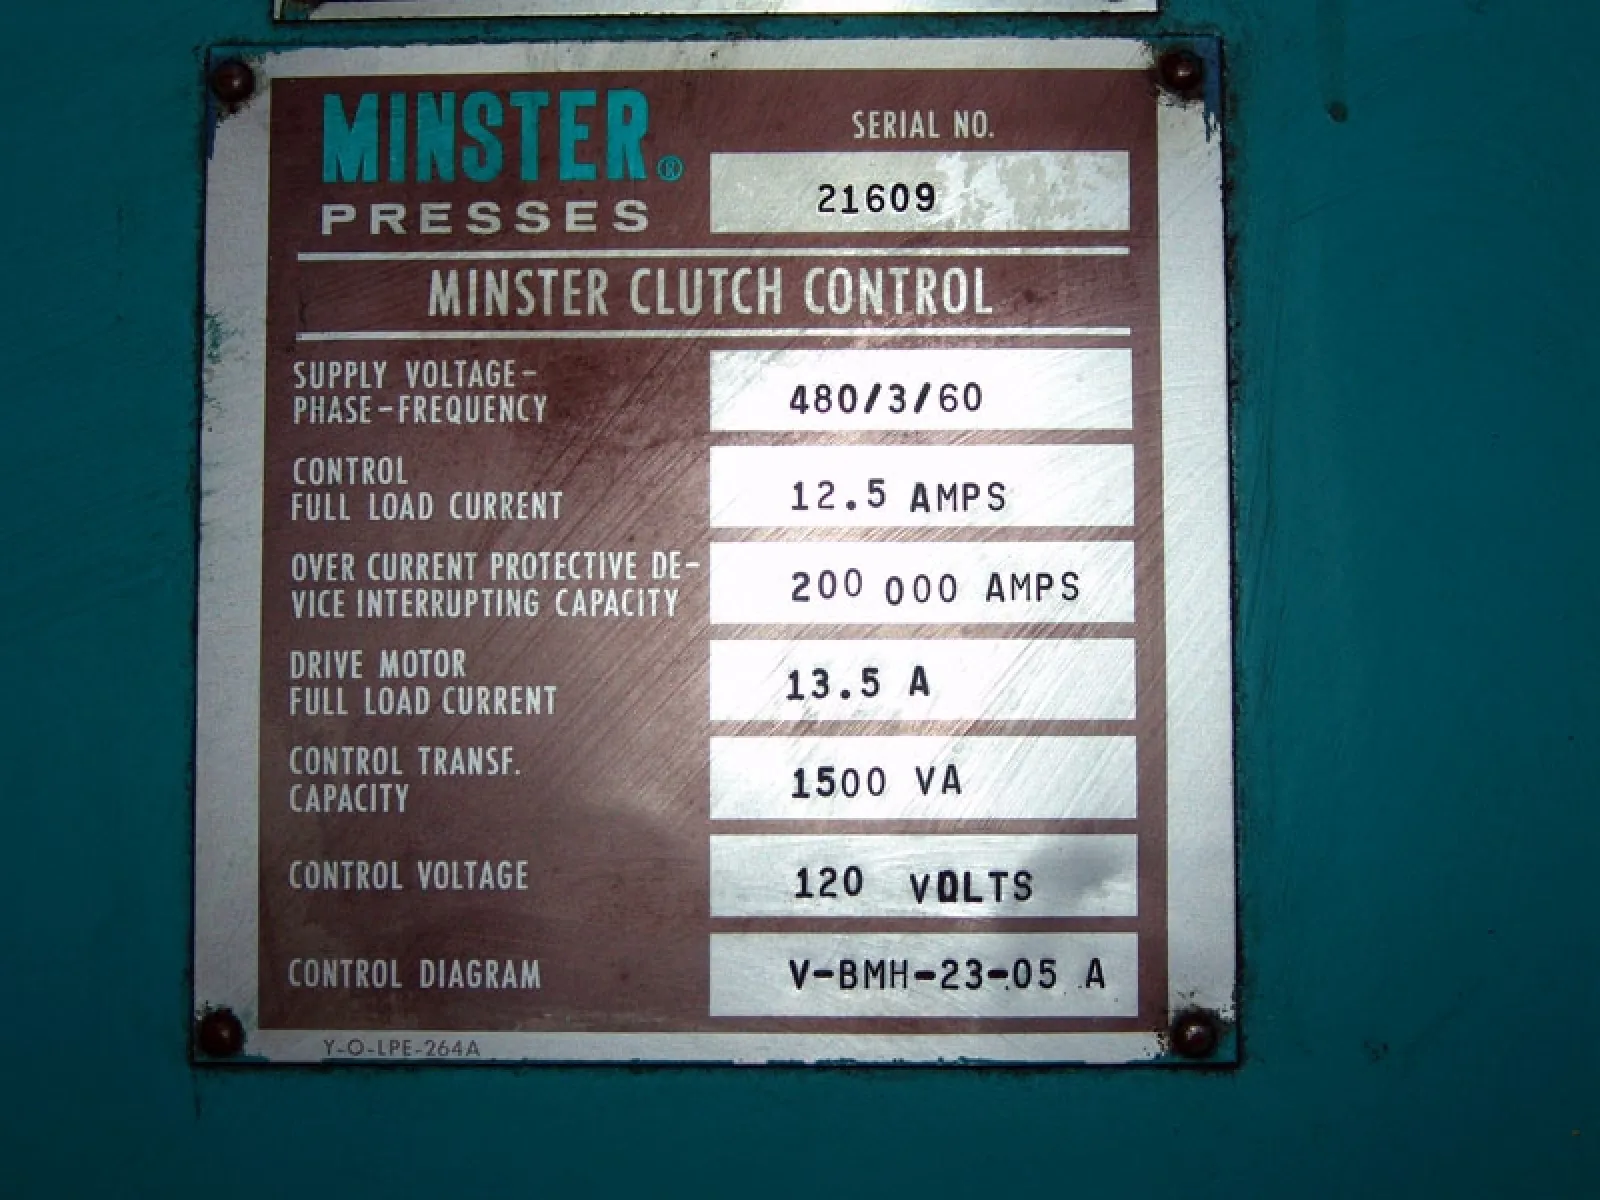 MINSTER®
PRESSES
SERIAL NO.
21609
MINSTER CLUTCH CONTROL
SUPPLY VOLTAGE-
PHASE-FREQUENCY
480/3/60
CONTROL
FULL LOAD CURRENT
12.5 AMPS
OVER CURRENT PROTECTIVE DE-
VICE INTERRUPTING CAPACITY
200 000 AMPS
DRIVE MOTOR
FULL LOAD CURRENT
13.5 A
CONTROL TRANSF.
CAPACITY
1500 VA
CONTROL VOLTAGE
120 VOLTS
CONTROL DIAGRAM
V-BMH-23-05 A
Y-O-LPE-264A